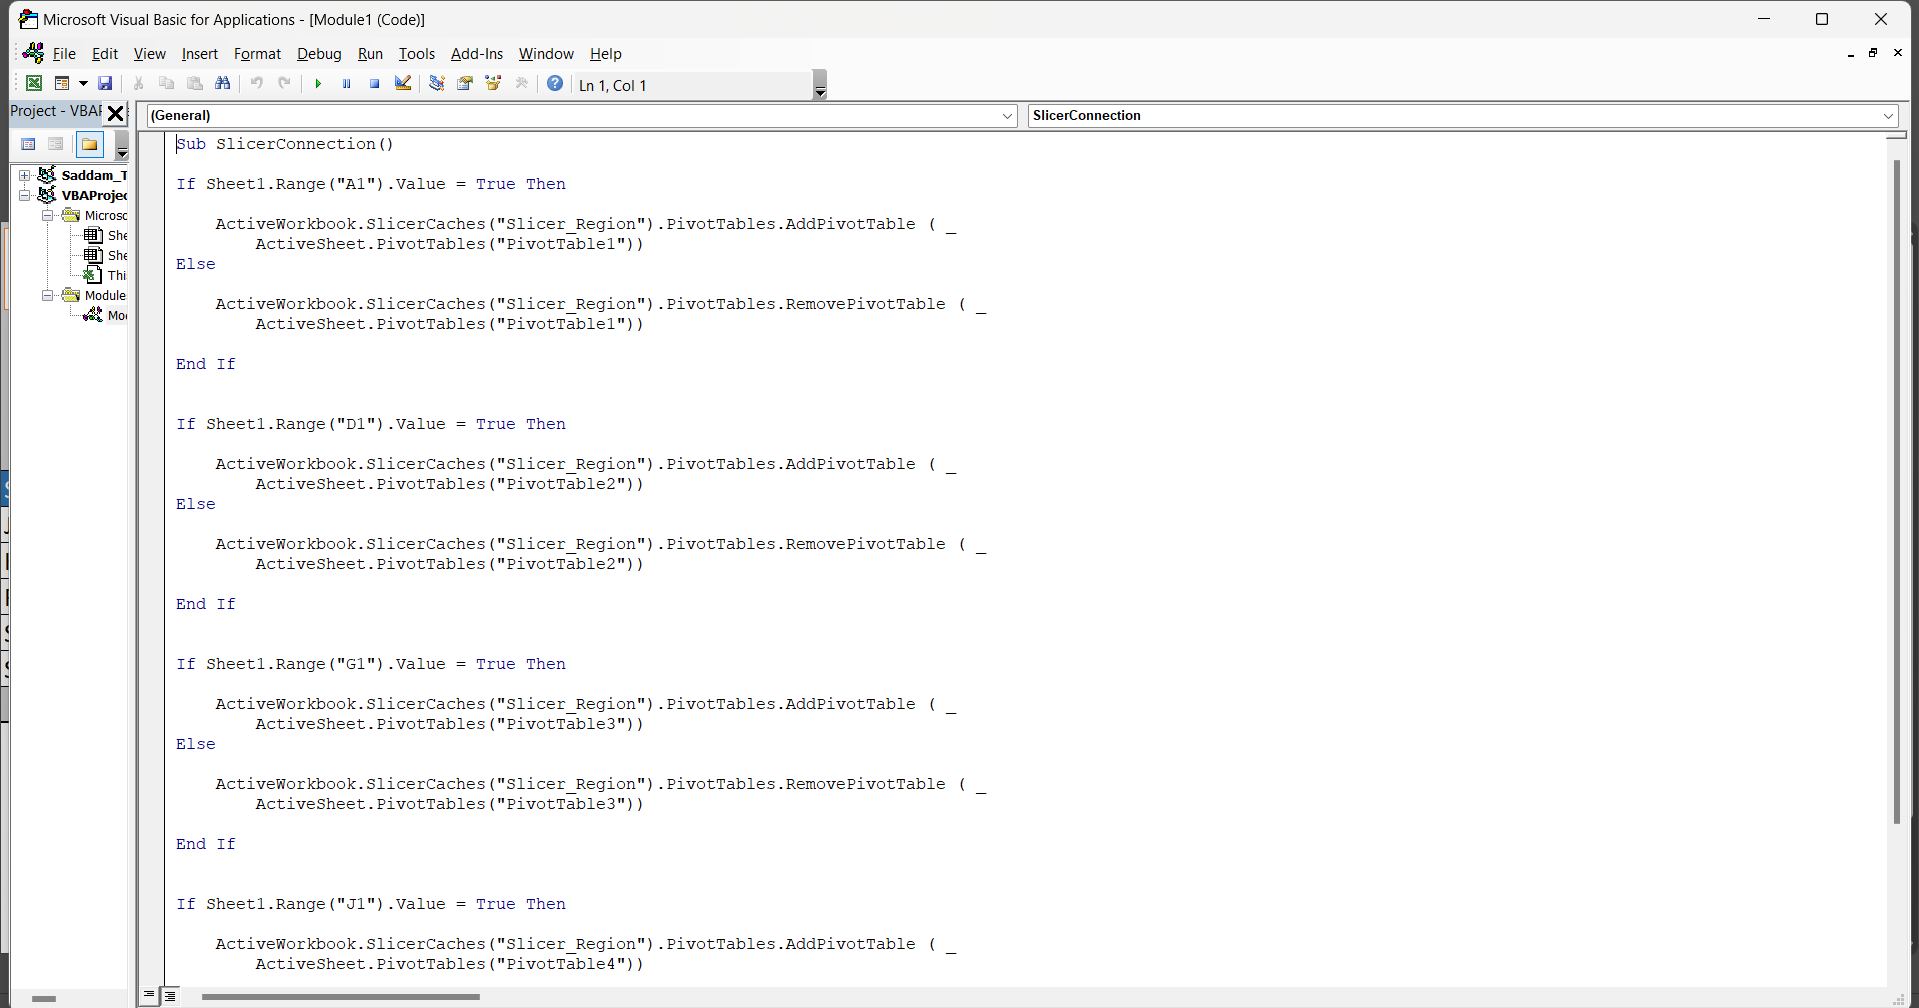 Microsoft Visual Basic for Applications - [Module1 (Code)]
File Edit View Insert Format Debug Run Tools Add-Ins Window Help
Ln 1, Col 1
Project - VBAP
(General) SlicerConnection
Saddam_T
VBAProjec
Microso
She
She
Thi
Module
Mod
Sub SlicerConnection()
If Sheet1.Range("A1").Value = True Then
ActiveWorkbook.SlicerCaches("Slicer_Region").PivotTables.AddPivotTable ( _
ActiveSheet.PivotTables("PivotTable1"))
Else
ActiveWorkbook.SlicerCaches("Slicer_Region").PivotTables.RemovePivotTable ( _
ActiveSheet.PivotTables("PivotTable1"))
End If
If Sheet1.Range("D1").Value = True Then
ActiveWorkbook.SlicerCaches("Slicer_Region").PivotTables.AddPivotTable ( _
ActiveSheet.PivotTables("PivotTable2"))
Else
ActiveWorkbook.SlicerCaches("Slicer_Region").PivotTables.RemovePivotTable ( _
ActiveSheet.PivotTables("PivotTable2"))
End If
If Sheet1.Range("G1").Value = True Then
ActiveWorkbook.SlicerCaches("Slicer_Region").PivotTables.AddPivotTable ( _
ActiveSheet.PivotTables("PivotTable3"))
Else
ActiveWorkbook.SlicerCaches("Slicer_Region").PivotTables.RemovePivotTable ( _
ActiveSheet.PivotTables("PivotTable3"))
End If
If Sheet1.Range("J1").Value = True Then
ActiveWorkbook.SlicerCaches("Slicer_Region").PivotTables.AddPivotTable ( _
ActiveSheet.PivotTables("PivotTable4"))